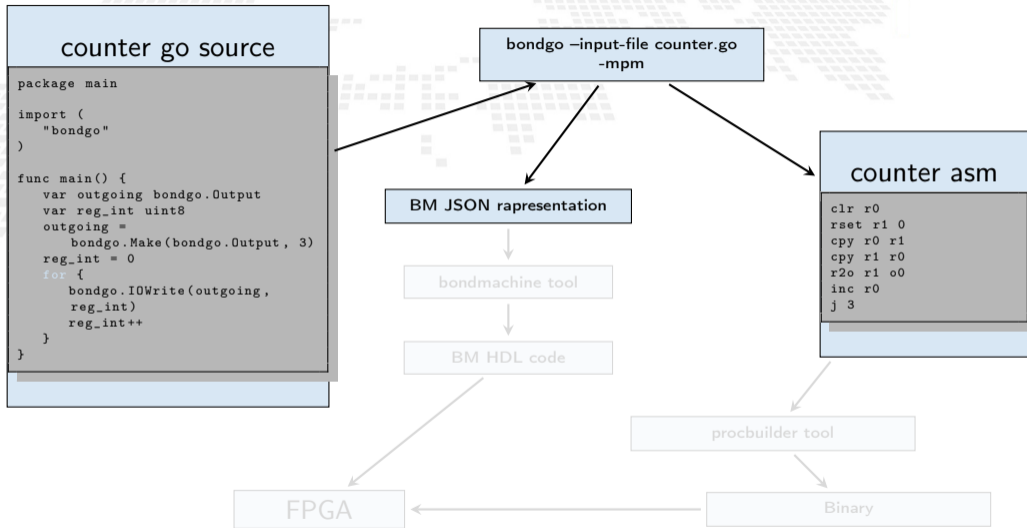 counter go source
package main
import (
"bondgo"
)
func main() {
var outgoing bondgo.Output
var reg_int uint8
outgoing =
bondgo.Make(bondgo.Output, 3)
reg_int = 0
for {
bondgo.IOWrite(outgoing,
reg_int)
reg_int++
}
}
bondgo –input-file counter.go
-mpm
BM JSON rapresentation
bondmachine tool
BM HDL code
FPGA
counter asm
clr r0
rset r1 0
cpy r0 r1
cpy r1 r0
r2o r1 o0
inc r0
j 3
procbuilder tool
Binary